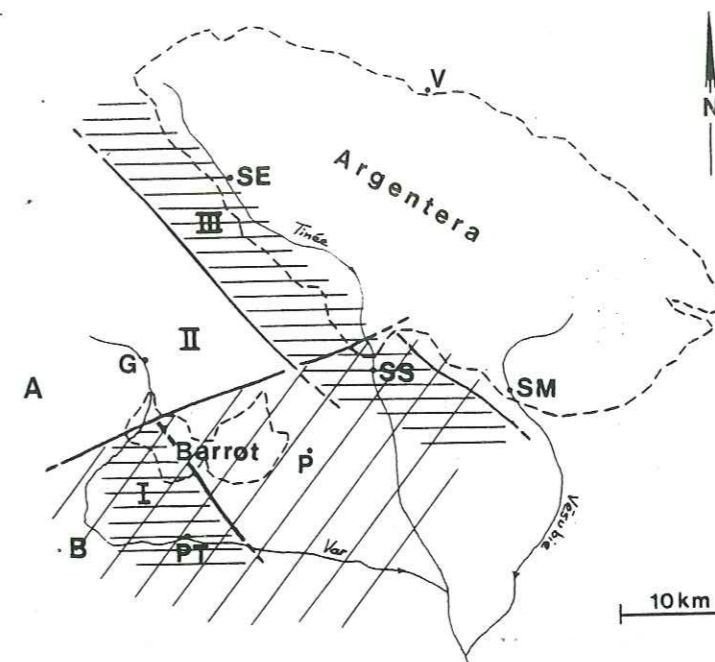 V
N
Argentera
SE
III
Tinée
II
G
A
SS
SM
Barrot
P
I
B
PT
Var
Vésubie
10 km